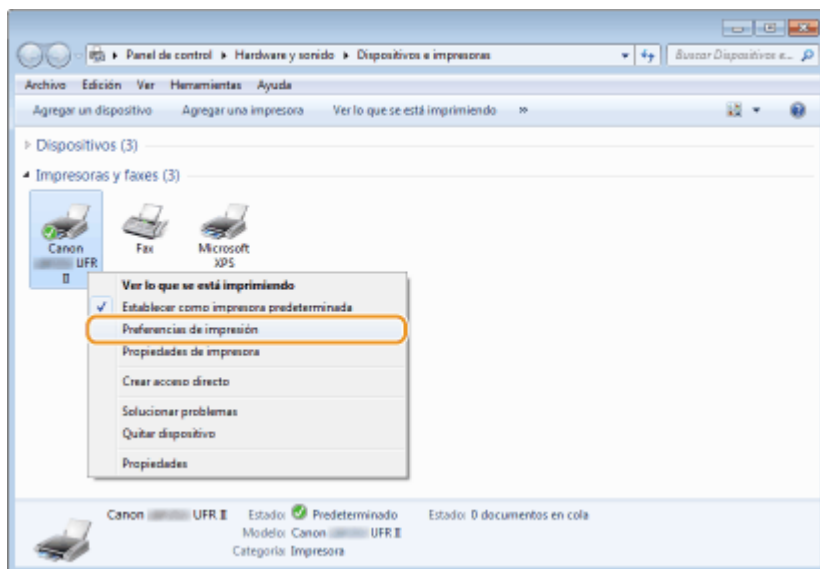 Panel de control ▸ Hardware y sonido ▸ Dispositivos e impresoras
Buscar Dispositivos e...
Archivo Edición Ver Herramientas Ayuda
Agregar un dispositivo Agregar una impresora Ver lo que se está imprimiendo »
Dispositivos (3)
Impresoras y faxes (3)
Canon
UFR
II
Fax
Microsoft
XPS
Ver lo que se está imprimiendo
Establecer como impresora predeterminada
Preferencias de impresión
Propiedades de impresora
Crear acceso directo
Solucionar problemas
Quitar dispositivo
Propiedades
Canon UFR II Estado: Predeterminado Estado: 0 documentos en cola
Modelo: Canon UFR II
Categoría: Impresora